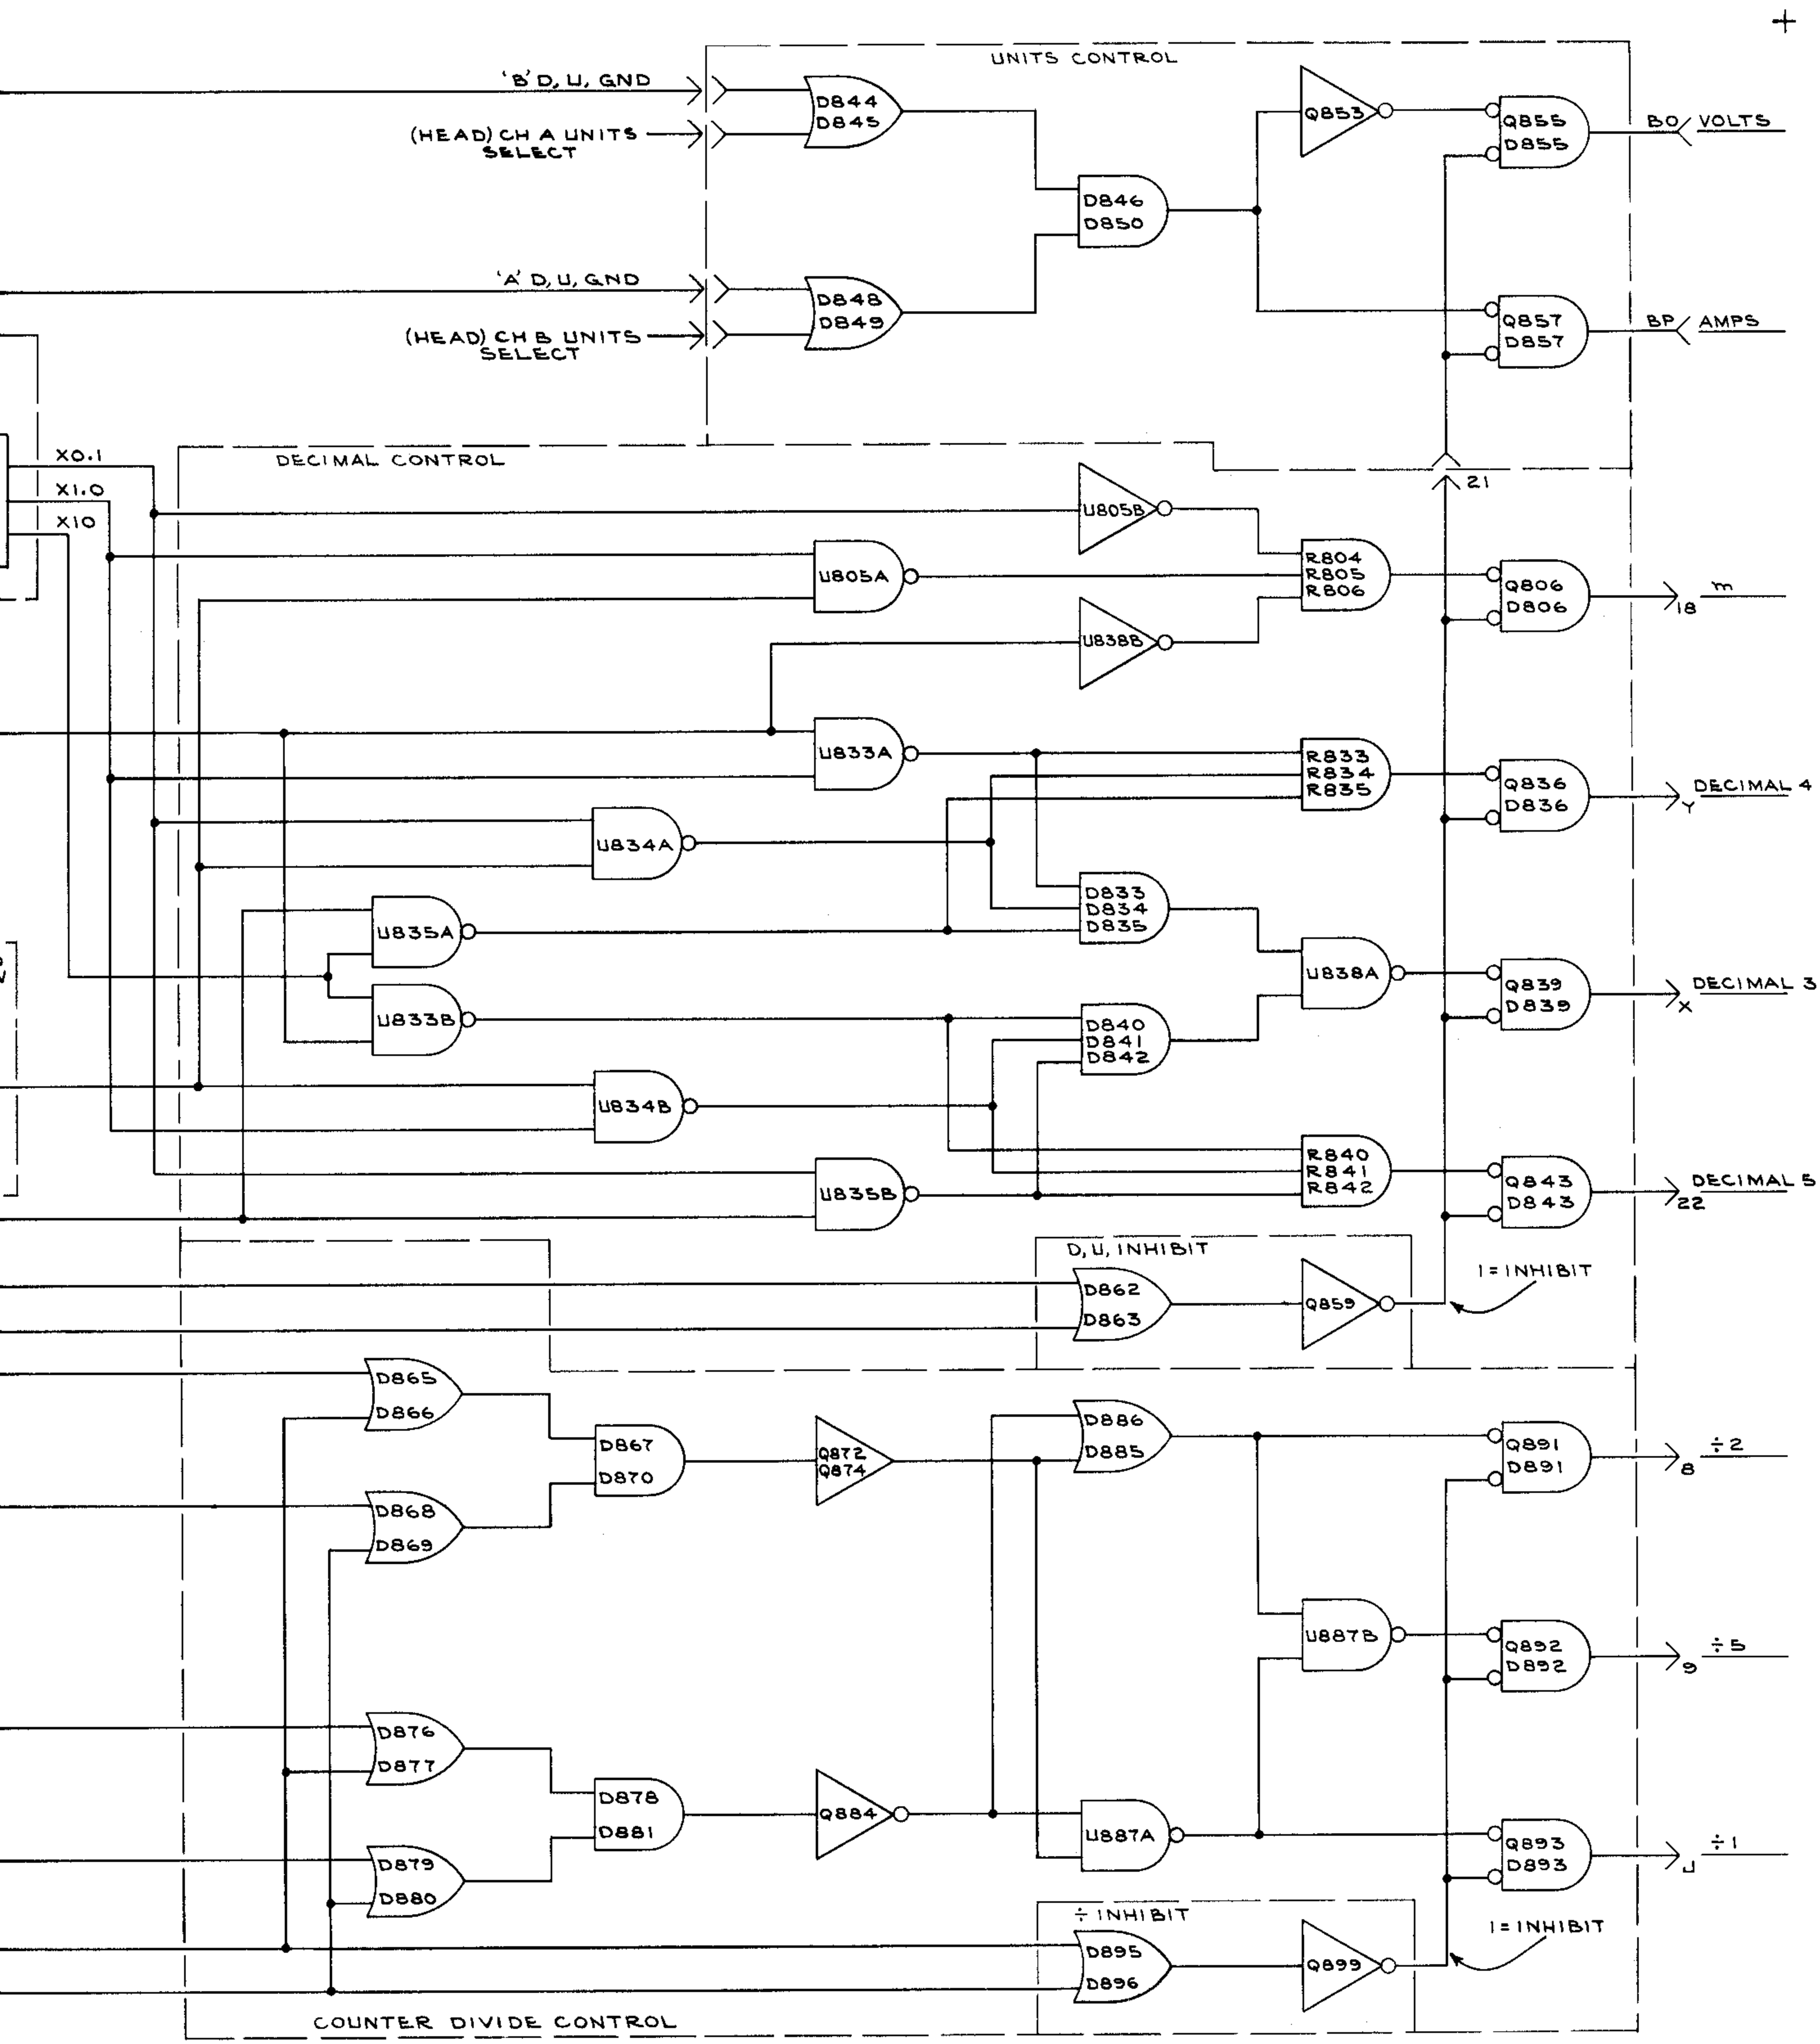 +
UNITS CONTROL
'B' D, U, GND
(HEAD) CH A UNITS
SELECT
D844
D845
Q853
Q855
D855
BO
VOLTS
D846
D850
'A' D, U, GND
(HEAD) CH B UNITS
SELECT
D848
D849
Q857
D857
BP
AMPS
DECIMAL CONTROL
X0.1
X1.0
X10
21
U805B
U805A
R804
R805
R806
Q806
D806
18
m
U838B
U833A
R833
R834
R835
Q836
D836
Y
DECIMAL 4
U834A
D833
D834
D835
U835A
U838A
Q839
D839
X
DECIMAL 3
U833B
D840
D841
D842
U834B
R840
R841
R842
Q843
D843
22
DECIMAL 5
U835B
D, U, INHIBIT
D862
D863
Q859
1 = INHIBIT
D865
D866
D867
D870
Q872
Q874
D886
D885
Q891
D891
8
÷2
D868
D869
U887B
Q892
D892
9
÷5
D876
D877
D878
D881
Q884
U887A
Q893
D893
J
÷1
D879
D880
÷ INHIBIT
D895
D896
Q899
1 = INHIBIT
COUNTER DIVIDE CONTROL